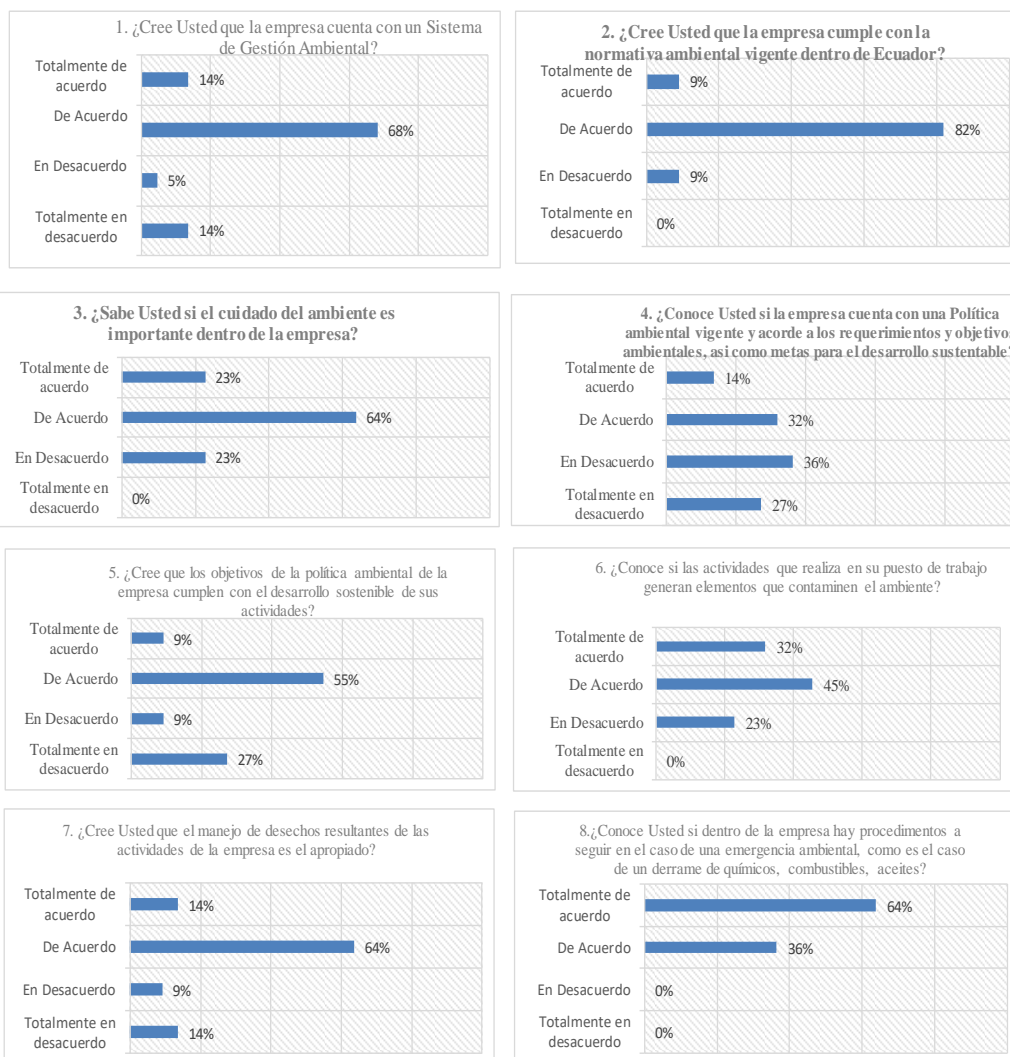 1. ¿Cree Usted que la empresa cuenta con un Sistema
de Gestión Ambiental?
Totalmente de
acuerdo
14%
De Acuerdo
68%
En Desacuerdo
5%
Totalmente en
desacuerdo
14%
2. ¿Cree Usted que la empresa cumple con la
normativa ambiental vigente dentro de Ecuador?
Totalmente de
acuerdo
9%
De Acuerdo
82%
En Desacuerdo
9%
Totalmente en
desacuerdo
0%
3. ¿Sabe Usted si el cuidado del ambiente es
importante dentro de la empresa?
Totalmente de
acuerdo
23%
De Acuerdo
64%
En Desacuerdo
23%
Totalmente en
desacuerdo
0%
4. ¿Conoce Usted si la empresa cuenta con una Política
ambiental vigente y acorde a los requerimientos y objetivo
ambientales, asi como metas para el desarrollo sustentable?
Totalmente de
acuerdo
14%
De Acuerdo
32%
En Desacuerdo
36%
Totalmente en
desacuerdo
27%
5. ¿Cree que los objetivos de la política ambiental de la
empresa cumplen con el desarrollo sostenible de sus
actividades?
Totalmente de
acuerdo
9%
De Acuerdo
55%
En Desacuerdo
9%
Totalmente en
desacuerdo
27%
6. ¿Conoce si las actividades que realiza en su puesto de trabajo
generan elementos que contaminen el ambiente?
Totalmente de
acuerdo
32%
De Acuerdo
45%
En Desacuerdo
23%
Totalmente en
desacuerdo
0%
7. ¿Cree Usted que el manejo de desechos resultantes de las
actividades de la empresa es el apropiado?
Totalmente de
acuerdo
14%
De Acuerdo
64%
En Desacuerdo
9%
Totalmente en
desacuerdo
14%
8.¿Conoce Usted si dentro de la empresa hay procedimentos a
seguir en el caso de una emergencia ambiental, como es el caso
de un derrame de químicos, combustibles, aceites?
Totalmente de
acuerdo
64%
De Acuerdo
36%
En Desacuerdo
0%
Totalmente en
desacuerdo
0%